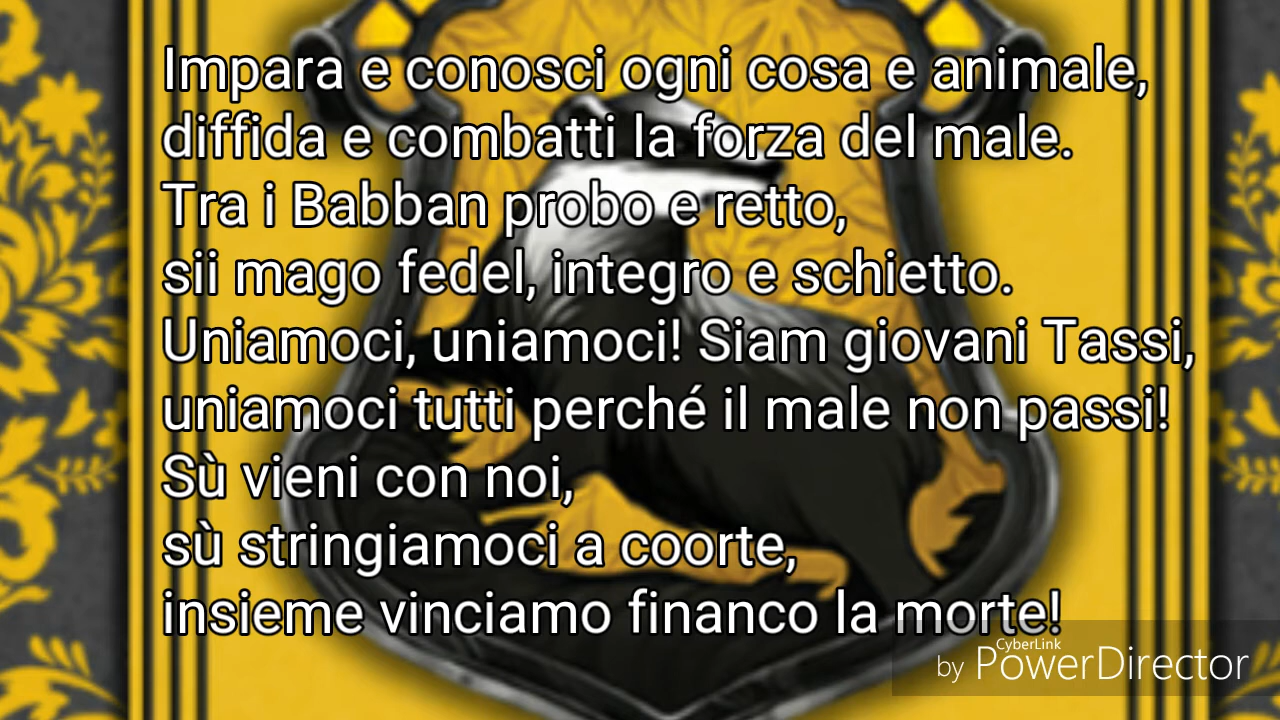 Impara e conosci ogni cosa e animale,
diffida e combatti la forza del male.
Tra i Babban probo e retto,
sii mago fedel, integro e schietto.
Uniamoci, uniamoci! Siam giovani Tassi,
uniamoci tutti perché il male non passi!
Sù vieni con noi,
sù stringiamoci a coorte,
insieme vinciamo financo la morte!
CyberLink
by PowerDirector